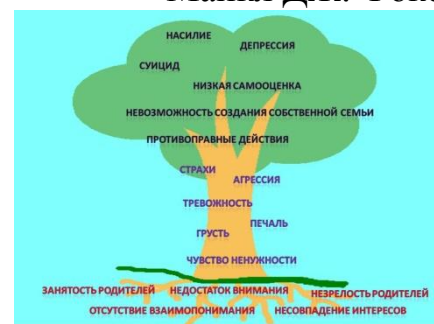 НАСИЛИЕ
ДЕПРЕССИЯ
СУИЦИД
НИЗКАЯ САМООЦЕНКА
НЕВОЗМОЖНОСТЬ СОЗДАНИЯ СОБСТВЕННОЙ СЕМЬИ
ПРОТИВОПРАВНЫЕ ДЕЙСТВИЯ
СТРАХИ
АГРЕССИЯ
ТРЕВОЖНОСТЬ
ПЕЧАЛЬ
ГРУСТЬ
ЧУВСТВО НЕНУЖНОСТИ
ЗАНЯТОСТЬ РОДИТЕЛЕЙ НЕДОСТАТОК ВНИМАНИЯ НЕЗРЕЛОСТЬ РОДИТЕЛЕЙ
ОТСУТСТВИЕ ВЗАИМОПОНИМАНИЯ НЕСОВПАДЕНИЕ ИНТЕРЕСОВ